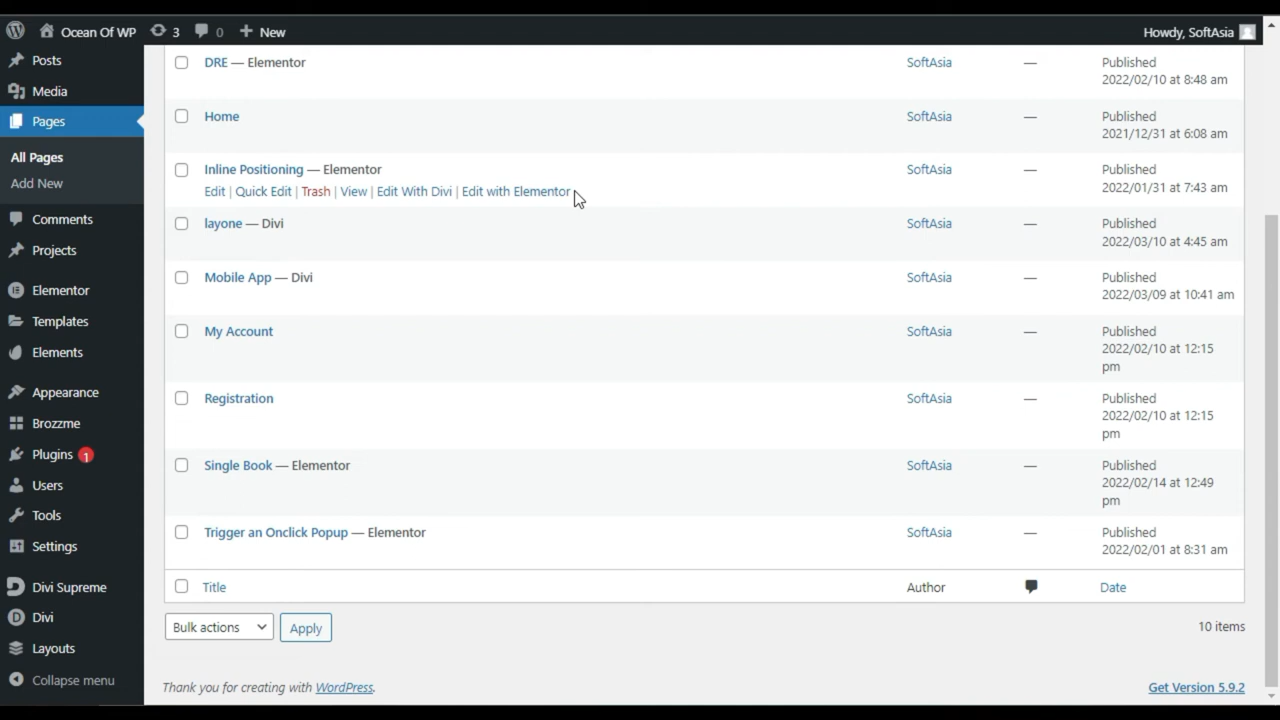 Ocean Of WP 3 0 New Howdy, SoftAsia
Posts
Media
Pages
All Pages
Add New
Comments
Projects
Elementor
Templates
Elements
Appearance
Brozzme
Plugins 1
Users
Tools
Settings
Divi Supreme
Divi
Layouts
Collapse menu
DRE — Elementor SoftAsia — Published
2022/02/10 at 8:48 am
Home SoftAsia — Published
2021/12/31 at 6:08 am
Inline Positioning — Elementor SoftAsia — Published
Edit | Quick Edit | Trash | View | Edit With Divi | Edit with Elementor 2022/01/31 at 7:43 am
layone — Divi SoftAsia — Published
2022/03/10 at 4:45 am
Mobile App — Divi SoftAsia — Published
2022/03/09 at 10:41 am
My Account SoftAsia — Published
2022/02/10 at 12:15
pm
Registration SoftAsia — Published
2022/02/10 at 12:15
pm
Single Book — Elementor SoftAsia — Published
2022/02/14 at 12:49
pm
Trigger an Onclick Popup — Elementor SoftAsia — Published
2022/02/01 at 8:31 am
Title Author Date
Bulk actions Apply 10 items
Thank you for creating with WordPress. Get Version 5.9.2